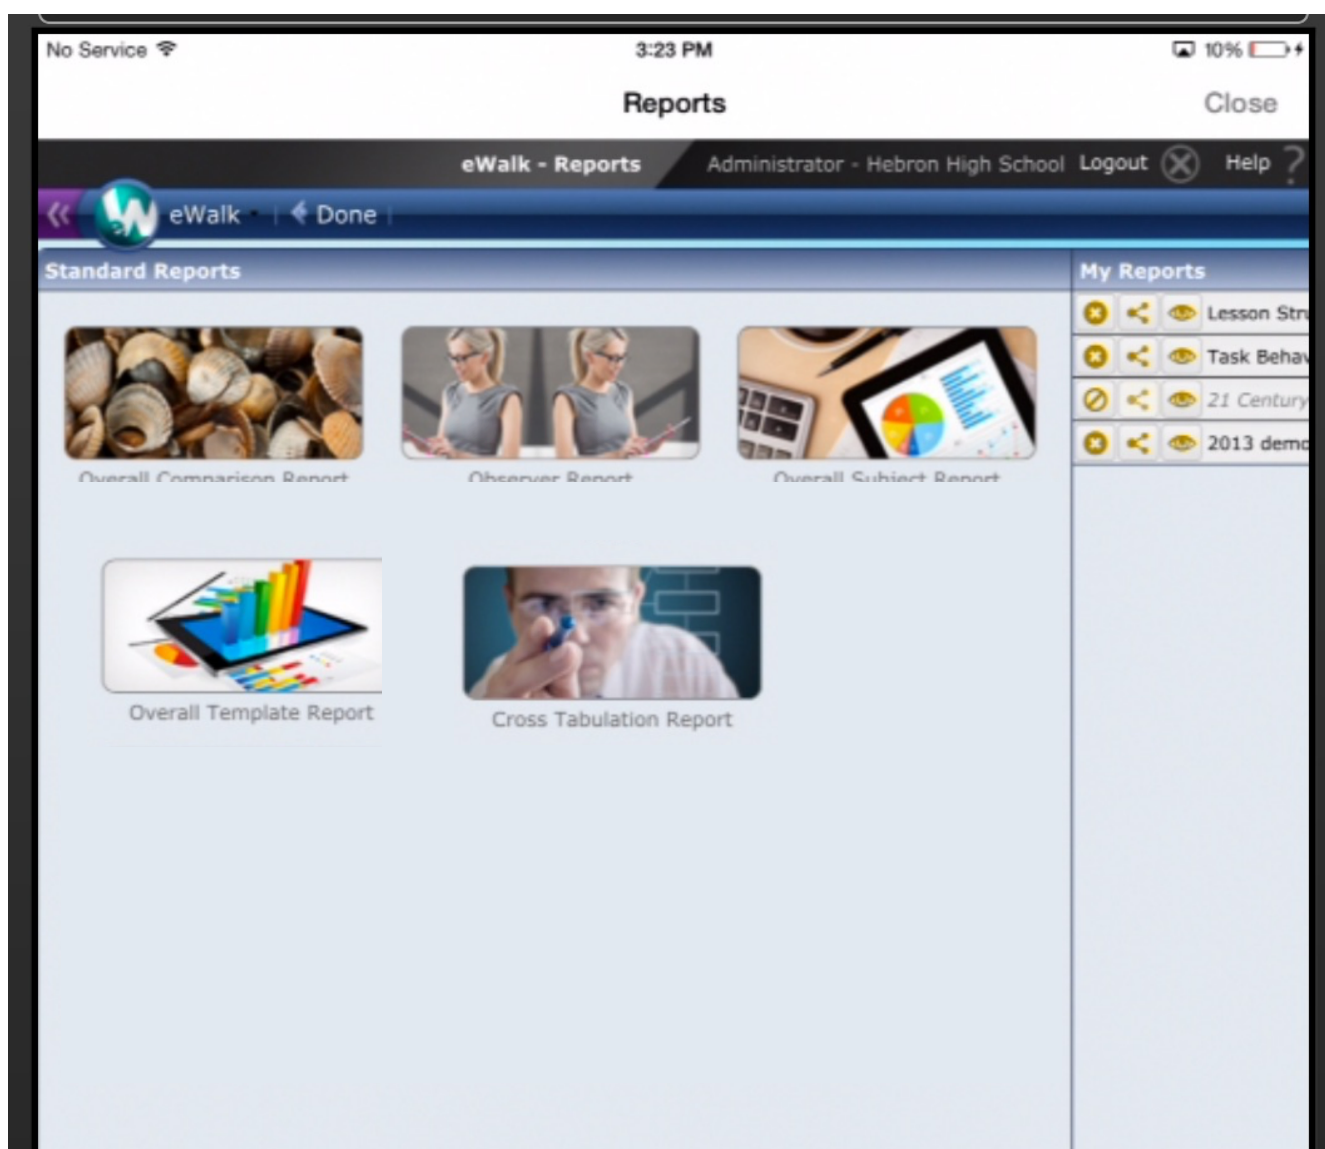 No Service 3:23 PM 10%
Reports Close
eWalk - Reports Administrator - Hebron High School Logout Help ?
eWalk Done
Standard Reports
Overall Comparison Report Observer Report Overall Subject Report
Overall Template Report Cross Tabulation Report
My Reports
Lesson Stru
Task Behav
21 Century
2013 demo